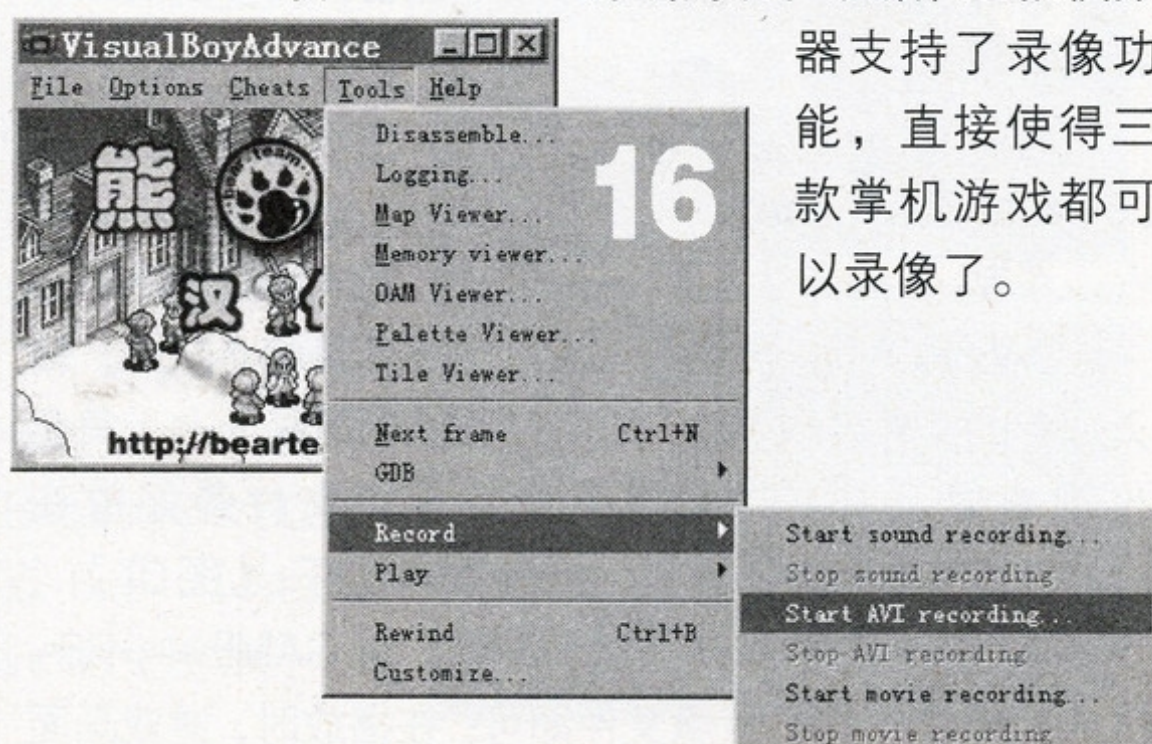 VisualBoyAdvance
File Options Cheats Tools Help
熊
bear-team
汉
http://bearte
Disassemble...
Logging...
Map Viewer...
Memory viewer...
OAM Viewer...
Palette Viewer...
Tile Viewer...
Next frame Ctrl+N
GDB
Record
Play
Rewind Ctrl+B
Customize...
16
Start sound recording...
Stop sound recording
Start AVI recording...
Stop AVI recording
Start movie recording...
Stop movie recording
器支持了录像功
能，直接使得三
款掌机游戏都可
以录像了。